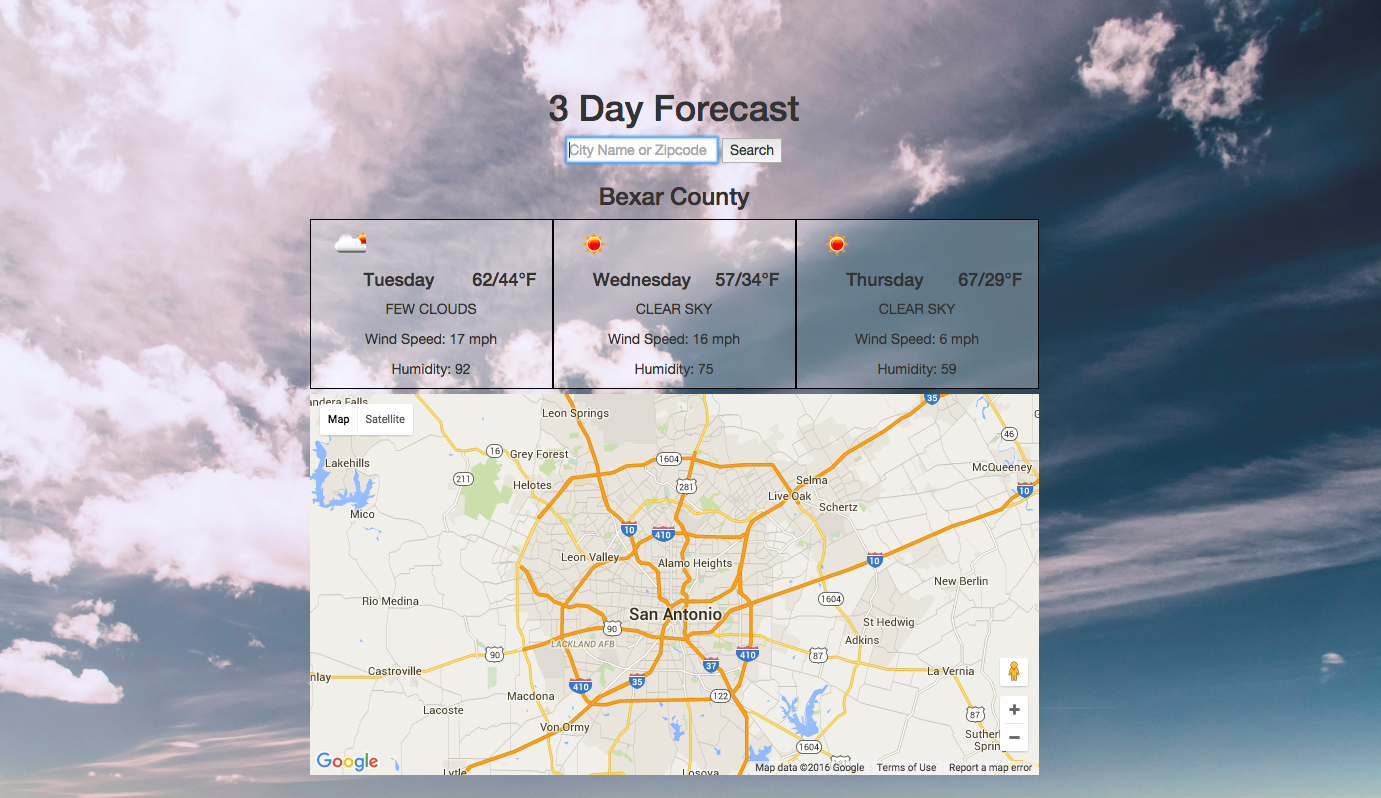 3 Day Forecast
City Name or Zipcode Search
Bexar County
Tuesday 62/44°F
FEW CLOUDS
Wind Speed: 17 mph
Humidity: 92
Wednesday 57/34°F
CLEAR SKY
Wind Speed: 16 mph
Humidity: 75
Thursday 67/29°F
CLEAR SKY
Wind Speed: 6 mph
Humidity: 59
andera Falls
Map Satellite
Leon Springs
35
46
16
Grey Forest
1604
Lakehills
McQueeney
211
Helotes
281
Selma
Live Oak
10
Mico
Schertz
10
410
Leon Valley
Alamo Heights
10
New Berlin
Rio Medina
1604
San Antonio
St Hedwig
90
LACKLAND AFB
Adkins
90
410
87
Castroville
37
La Vernia
nlay
410
35
Macdona
122
Lacoste
87
Von Ormy
Suther
Sprin
1604
Google
Lytle
Losoya
Map data ©2016 Google Terms of Use Report a map error